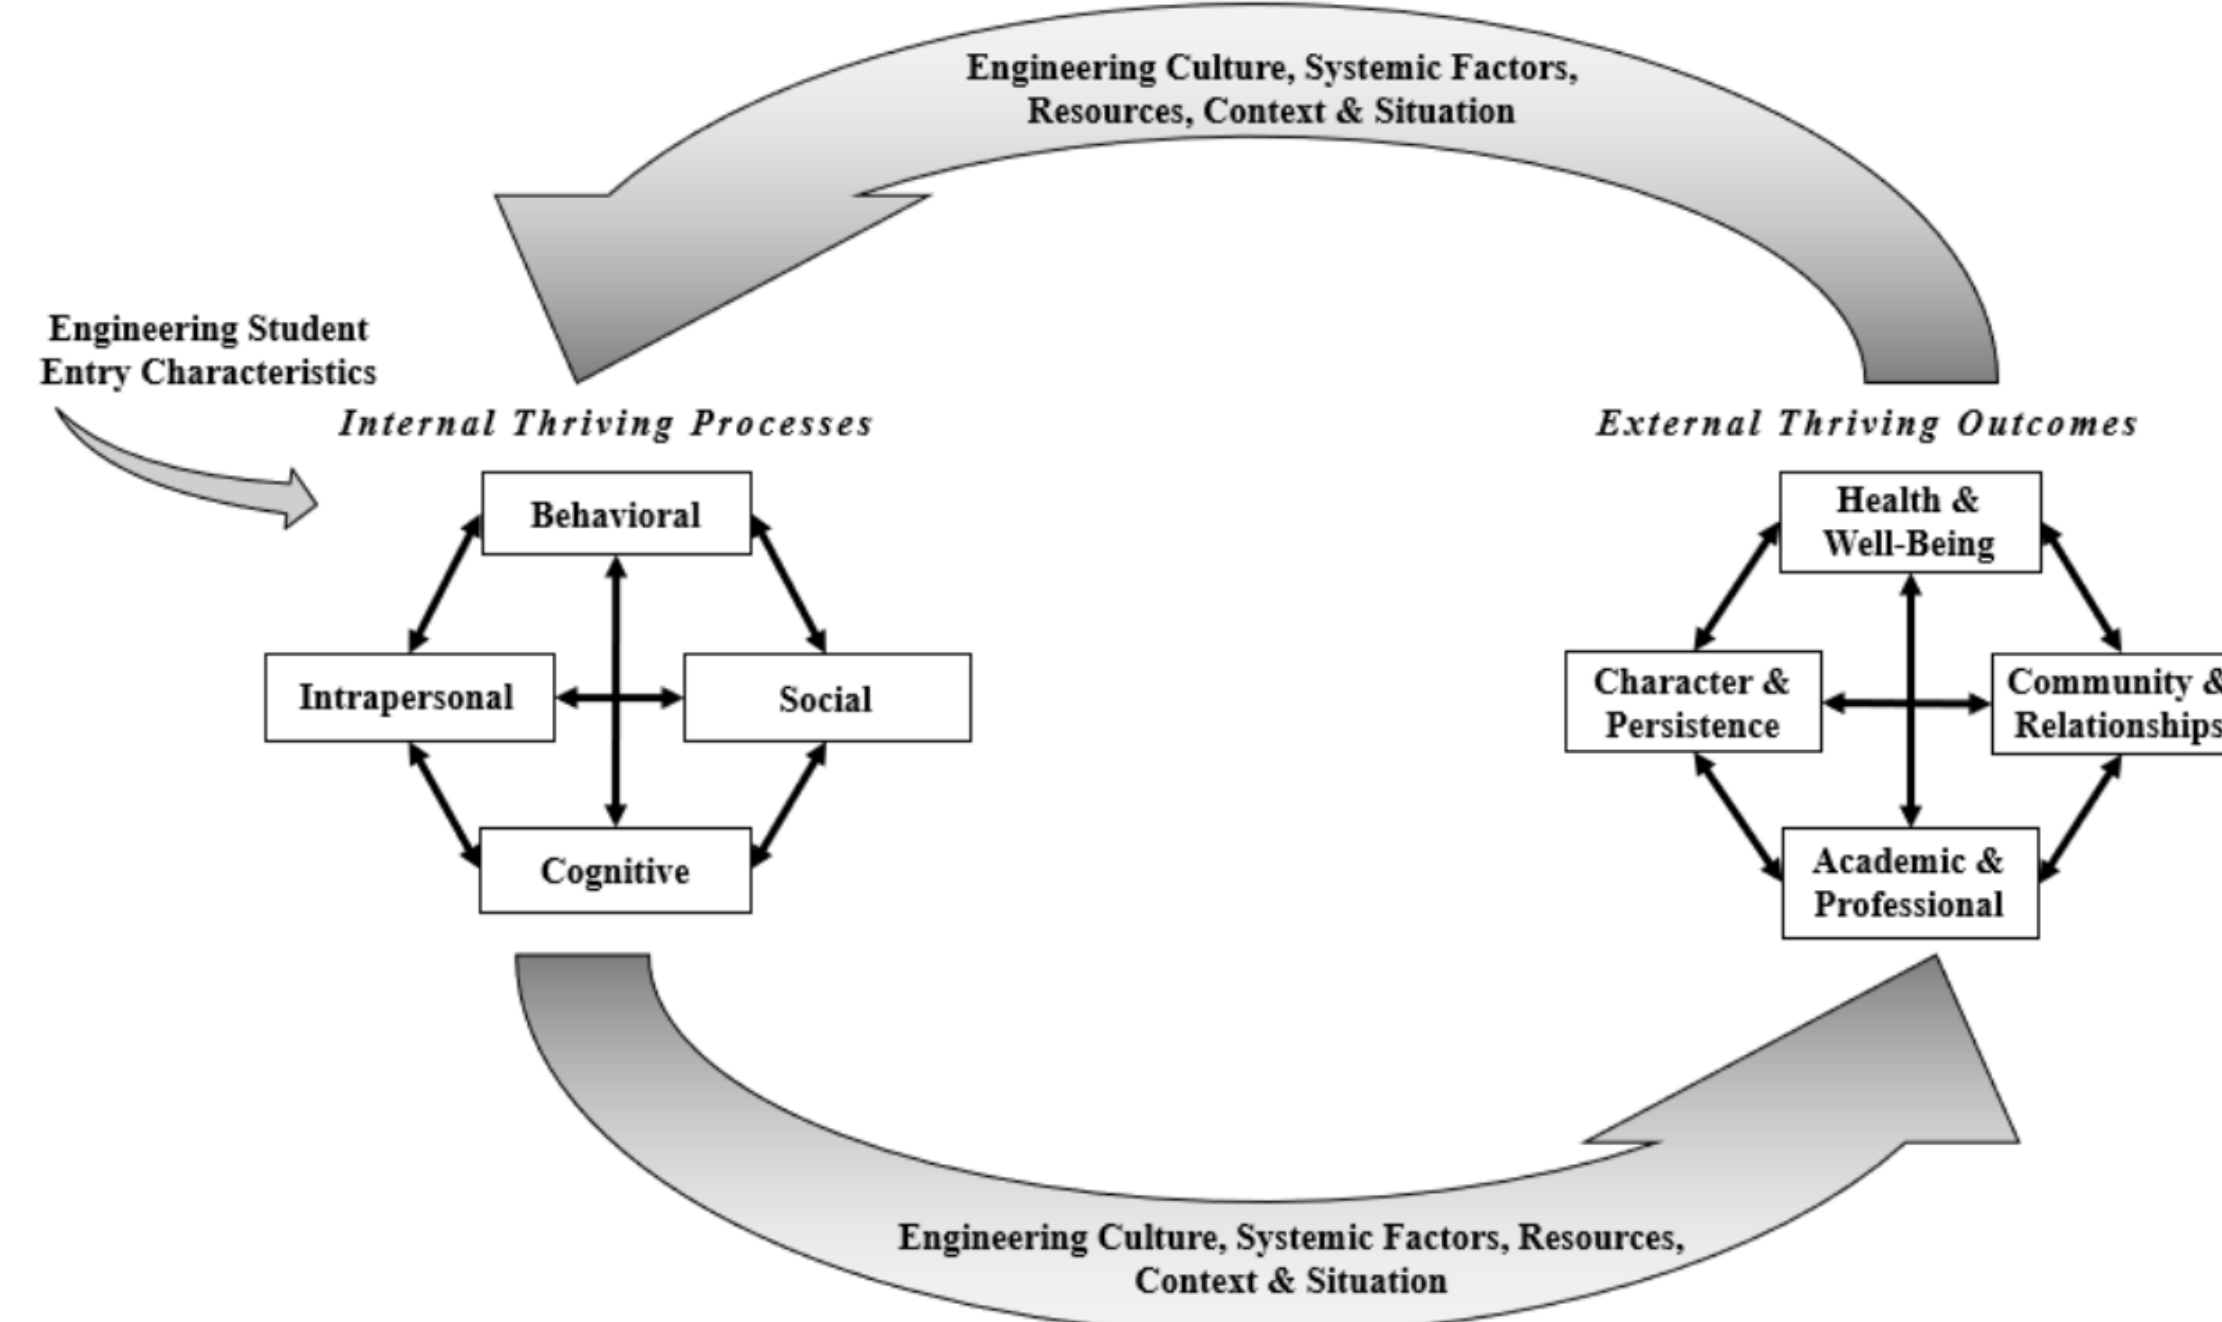 Engineering Culture, Systemic Factors,
Resources, Context & Situation
Engineering Student
Entry Characteristics
Internal Thriving Processes
Behavioral
Intrapersonal
Social
Cognitive
External Thriving Outcomes
Health &
Well-Being
Character &
Persistence
Community &
Relationships
Academic &
Professional
Engineering Culture, Systemic Factors, Resources,
Context & Situation